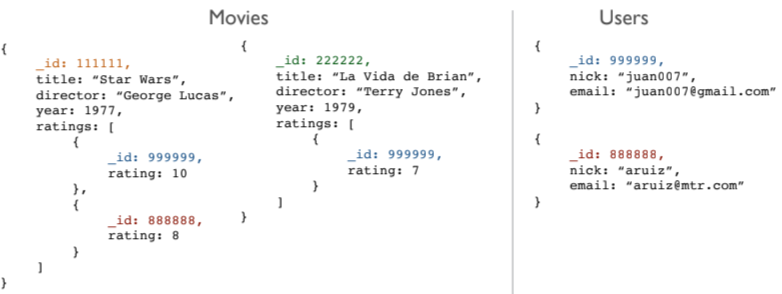 Movies
{
_id: 111111,
title: “Star Wars”,
director: “George Lucas”,
year: 1977,
ratings: [
{
_id: 999999,
rating: 10
},
{
_id: 888888,
rating: 8
}
]
}
{
_id: 222222,
title: “La Vida de Brian”,
director: “Terry Jones”,
year: 1979,
ratings: [
{
_id: 999999,
rating: 7
}
]
}
Users
{
_id: 999999,
nick: “juan007”,
email: “juan007@gmail.com”
}
{
_id: 888888,
nick: “aruiz”,
email: “aruiz@mtr.com”
}